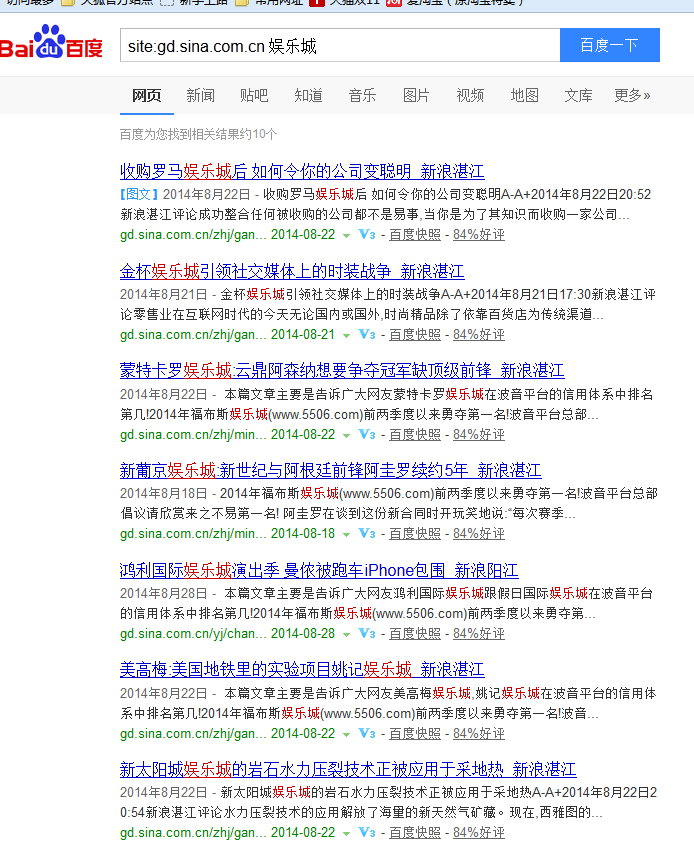 访问最多 火狐官方站点 新手上路 常用网址 天猫双11 爱淘宝（原淘宝特卖）
Bai du 百度 site:gd.sina.com.cn 娱乐城 百度一下
网页 新闻 贴吧 知道 音乐 图片 视频 地图 文库 更多»
百度为您找到相关结果约10个
收购罗马娱乐城后 如何令你的公司变聪明_新浪湛江
[图文] 2014年8月22日 - 收购罗马娱乐城后 如何令你的公司变聪明A-A+2014年8月22日20:52
新浪湛江评论成功整合任何被收购的公司都不是易事,当你是为了其知识而收购一家公司...
gd.sina.com.cn/zhj/gan... 2014-08-22 V3 - 百度快照 - 84%好评
金杯娱乐城引领社交媒体上的时装战争_新浪湛江
2014年8月21日 - 金杯娱乐城引领社交媒体上的时装战争A-A+2014年8月21日17:30新浪湛江评
论零售业在互联网时代的今天无论国内或国外,时尚精品除了依靠百货店为传统渠道...
gd.sina.com.cn/zhj/gan... 2014-08-21 V3 - 百度快照 - 84%好评
蒙特卡罗娱乐城:云鼎阿森纳想要争夺冠军缺顶级前锋_新浪湛江
2014年8月22日 - 本篇文章主要是告诉广大网友蒙特卡罗娱乐城在波音平台的信用体系中排名
第几!2014年福布斯娱乐城(www.5506.com)前两季度以来勇夺第一名!波音平台总部...
gd.sina.com.cn/zhj/min... 2014-08-22 V3 - 百度快照 - 84%好评
新葡京娱乐城:新世纪与阿根廷前锋阿圭罗续约5年_新浪湛江
2014年8月18日 - 2014年福布斯娱乐城(www.5506.com)前两季度以来勇夺第一名!波音平台总部
倡议请欣赏来之不易第一名! 阿圭罗在谈到这份新合同时开玩笑地说:“每次赛季...
gd.sina.com.cn/zhj/min... 2014-08-18 V3 - 百度快照 - 84%好评
鸿利国际娱乐城演出季 曼侬被跑车iPhone包围_新浪阳江
2014年8月28日 - 本篇文章主要是告诉广大网友鸿利国际娱乐城跟假日国际娱乐城在波音平台
的信用体系中排名第几!2014年福布斯娱乐城(www.5506.com)前两季度以来勇夺第...
gd.sina.com.cn/yj/chan... 2014-08-28 V3 - 百度快照 - 84%好评
美高梅:美国地铁里的实验项目姚记娱乐城_新浪湛江
2014年8月22日 - 本篇文章主要是告诉广大网友美高梅娱乐城,姚记娱乐城在波音平台的信用体
系中排名第几!2014年福布斯娱乐城(www.5506.com)前两季度以来勇夺第一名!波音...
gd.sina.com.cn/zhj/gan... 2014-08-22 V3 - 百度快照 - 84%好评
新太阳城娱乐城的岩石水力压裂技术正被应用于采地热_新浪湛江
2014年8月22日 - 新太阳城娱乐城的岩石水力压裂技术正被应用于采地热A-A+2014年8月22日2
0:54新浪湛江评论水力压裂技术的应用解放了海量的新天然气矿藏。现在,西雅图的...
gd.sina.com.cn/zhj/gan... 2014-08-22 V3 - 百度快照 - 84%好评